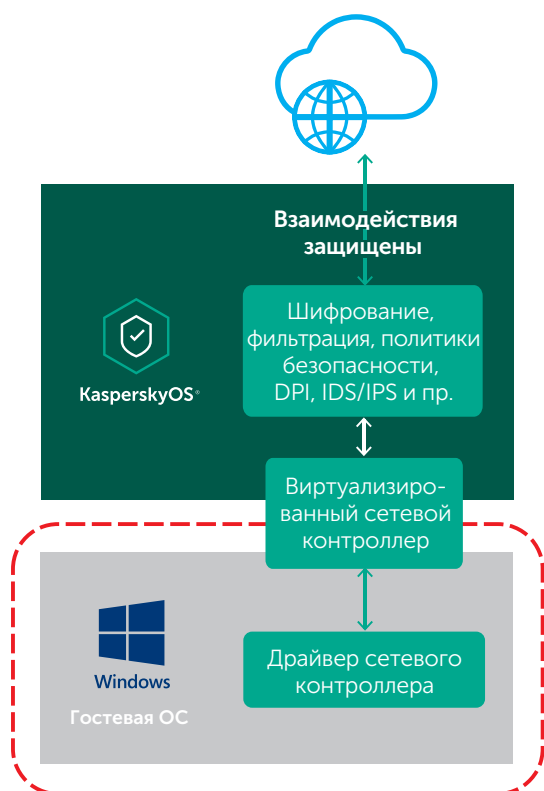 Взаимодействия
защищены
Шифрование,
фильтрация, политики
безопасности,
DPI, IDS/IPS и пр.
KasperskyOS®
Виртуализиро-
ванный сетевой
контроллер
Windows
Гостевая ОС
Драйвер сетевого
контроллера